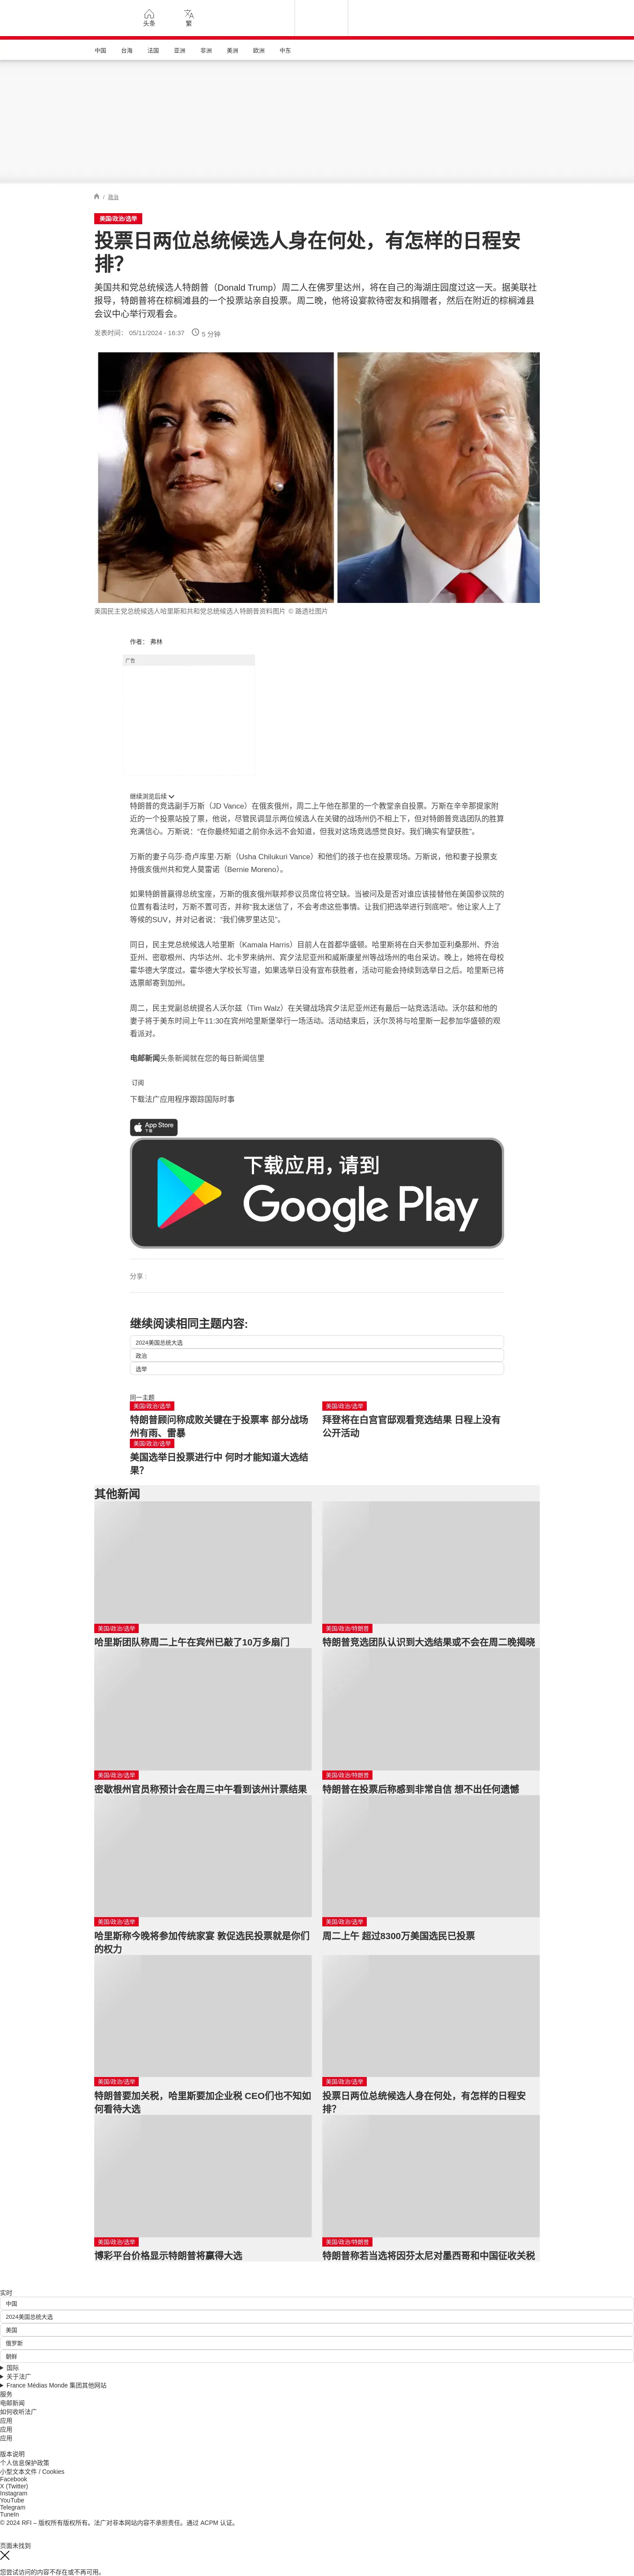 头条
繁
中国 台海 法国 亚洲 非洲 美洲 欧洲 中东
/ 政治
美国/政治/选举
投票日两位总统候选人身在何处，有怎样的日程安
排？
美国共和党总统候选人特朗普（Donald Trump）周二人在佛罗里达州，将在自己的海湖庄园度过这一天。据美联社
报导，特朗普将在棕榈滩县的一个投票站亲自投票。周二晚，他将设宴款待密友和捐赠者，然后在附近的棕榈滩县
会议中心举行观看会。
发表时间： 05/11/2024 - 16:37 5 分钟
美国民主党总统候选人哈里斯和共和党总统候选人特朗普资料图片 © 路透社图片
作者： 弗林
广告
继续浏览后续
特朗普的竞选副手万斯（JD Vance）在俄亥俄州，周二上午他在那里的一个教堂亲自投票。万斯在辛辛那提家附
近的一个投票站投了票，他说，尽管民调显示两位候选人在关键的战场州仍不相上下，但对特朗普竞选团队的胜算
充满信心。万斯说：“在你最终知道之前你永远不会知道，但我对这场竞选感觉良好。我们确实有望获胜”。
万斯的妻子乌莎·奇卢库里·万斯（Usha Chilukuri Vance）和他们的孩子也在投票现场。万斯说，他和妻子投票支
持俄亥俄州共和党人莫雷诺（Bernie Moreno）。
如果特朗普赢得总统宝座，万斯的俄亥俄州联邦参议员席位将空缺。当被问及是否对谁应该接替他在美国参议院的
位置有看法时，万斯不置可否，并称“我太迷信了，不会考虑这些事情。让我们把选举进行到底吧”。他让家人上了
等候的SUV，并对记者说：“我们佛罗里达见”。
同日，民主党总统候选人哈里斯（Kamala Harris）目前人在首都华盛顿。哈里斯将在白天参加亚利桑那州、乔治
亚州、密歇根州、内华达州、北卡罗来纳州、宾夕法尼亚州和威斯康星州等战场州的电台采访。晚上，她将在母校
霍华德大学度过。霍华德大学校长写道，如果选举日没有宣布获胜者，活动可能会持续到选举日之后。哈里斯已将
选票邮寄到加州。
周二，民主党副总统提名人沃尔兹（Tim Walz）在关键战场宾夕法尼亚州还有最后一站竞选活动。沃尔兹和他的
妻子将于美东时间上午11:30在宾州哈里斯堡举行一场活动。活动结束后，沃尔茨将与哈里斯一起参加华盛顿的观
看派对。
电邮新闻头条新闻就在您的每日新闻信里
订阅
下载法广应用程序跟踪国际时事
App Store
下载
下载应用，请到
Google Play
分享 :
继续阅读相同主题内容:
2024美国总统大选
政治
选举
同一主题
美国/政治/选举
特朗普顾问称成败关键在于投票率 部分战场
州有雨、雷暴
美国/政治/选举
拜登将在白宫官邸观看竞选结果 日程上没有
公开活动
美国/政治/选举
美国选举日投票进行中 何时才能知道大选结
果？
其他新闻
美国/政治/选举
哈里斯团队称周二上午在宾州已敲了10万多扇门
美国/政治/特朗普
特朗普竞选团队认识到大选结果或不会在周二晚揭晓
美国/政治/选举
密歇根州官员称预计会在周三中午看到该州计票结果
美国/政治/特朗普
特朗普在投票后称感到非常自信 想不出任何遗憾
美国/政治/选举
哈里斯称今晚将参加传统家宴 敦促选民投票就是你们
的权力
美国/政治/选举
周二上午 超过8300万美国选民已投票
美国/政治/选举
特朗普要加关税，哈里斯要加企业税 CEO们也不知如
何看待大选
美国/政治/选举
投票日两位总统候选人身在何处，有怎样的日程安
排？
美国/政治/选举
博彩平台价格显示特朗普将赢得大选
美国/政治/特朗普
特朗普称若当选将因芬太尼对墨西哥和中国征收关税
实时
中国
2024美国总统大选
美国
俄罗斯
朝鲜
国际
关于法广
France Médias Monde 集团其他网站
服务
电邮新闻
如何收听法广
应用
应用
应用
版本说明
个人信息保护政策
小型文本文件 / Cookies
Facebook
X (Twitter)
Instagram
YouTube
Telegram
TuneIn
© 2024 RFI – 版权所有版权所有。法广对非本网站内容不承担责任。通过 ACPM 认证。
页面未找到
您尝试访问的内容不存在或不再可用。